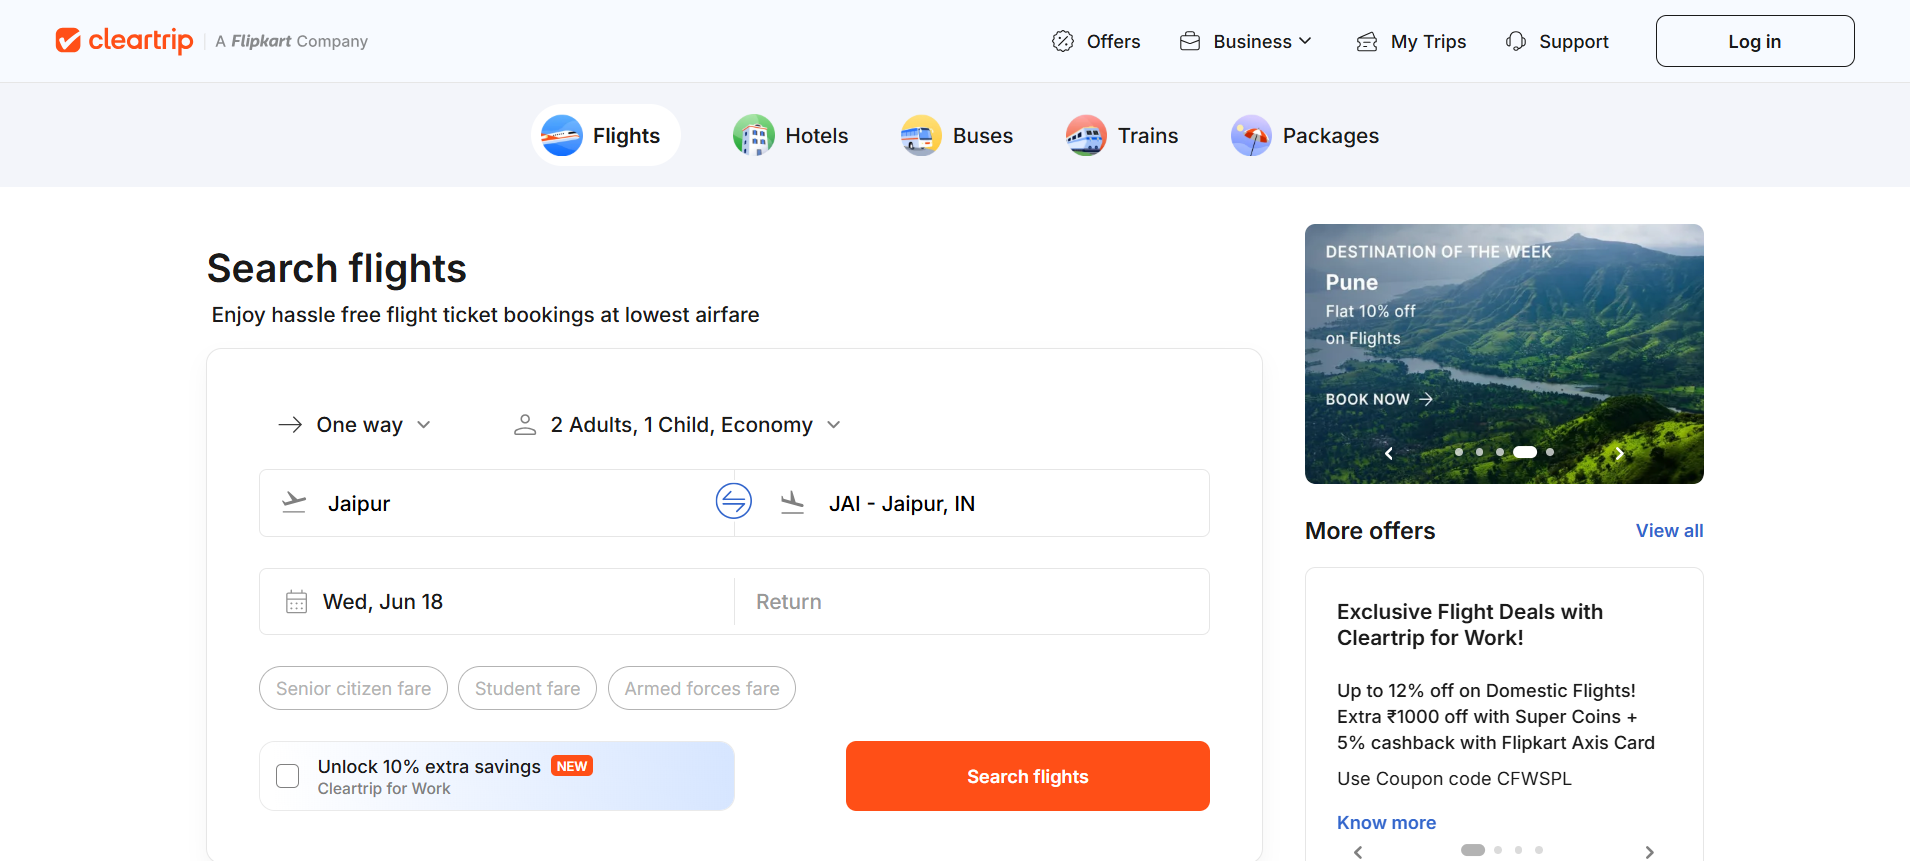 cleartrip
A Flipkart Company
Offers
Business
My Trips
Support
Log in
Flights
Hotels
Buses
Trains
Packages
Search flights
Enjoy hassle free flight ticket bookings at lowest airfare
One way
2 Adults, 1 Child, Economy
Jaipur
JAI - Jaipur, IN
Wed, Jun 18
Return
Senior citizen fare
Student fare
Armed forces fare
Unlock 10% extra savings NEW
Cleartrip for Work
Search flights
DESTINATION OF THE WEEK
Pune
Flat 10% off
on Flights
BOOK NOW
More offers
View all
Exclusive Flight Deals with
Cleartrip for Work!
Up to 12% off on Domestic Flights!
Extra ₹1000 off with Super Coins +
5% cashback with Flipkart Axis Card
Use Coupon code CFWSPL
Know more